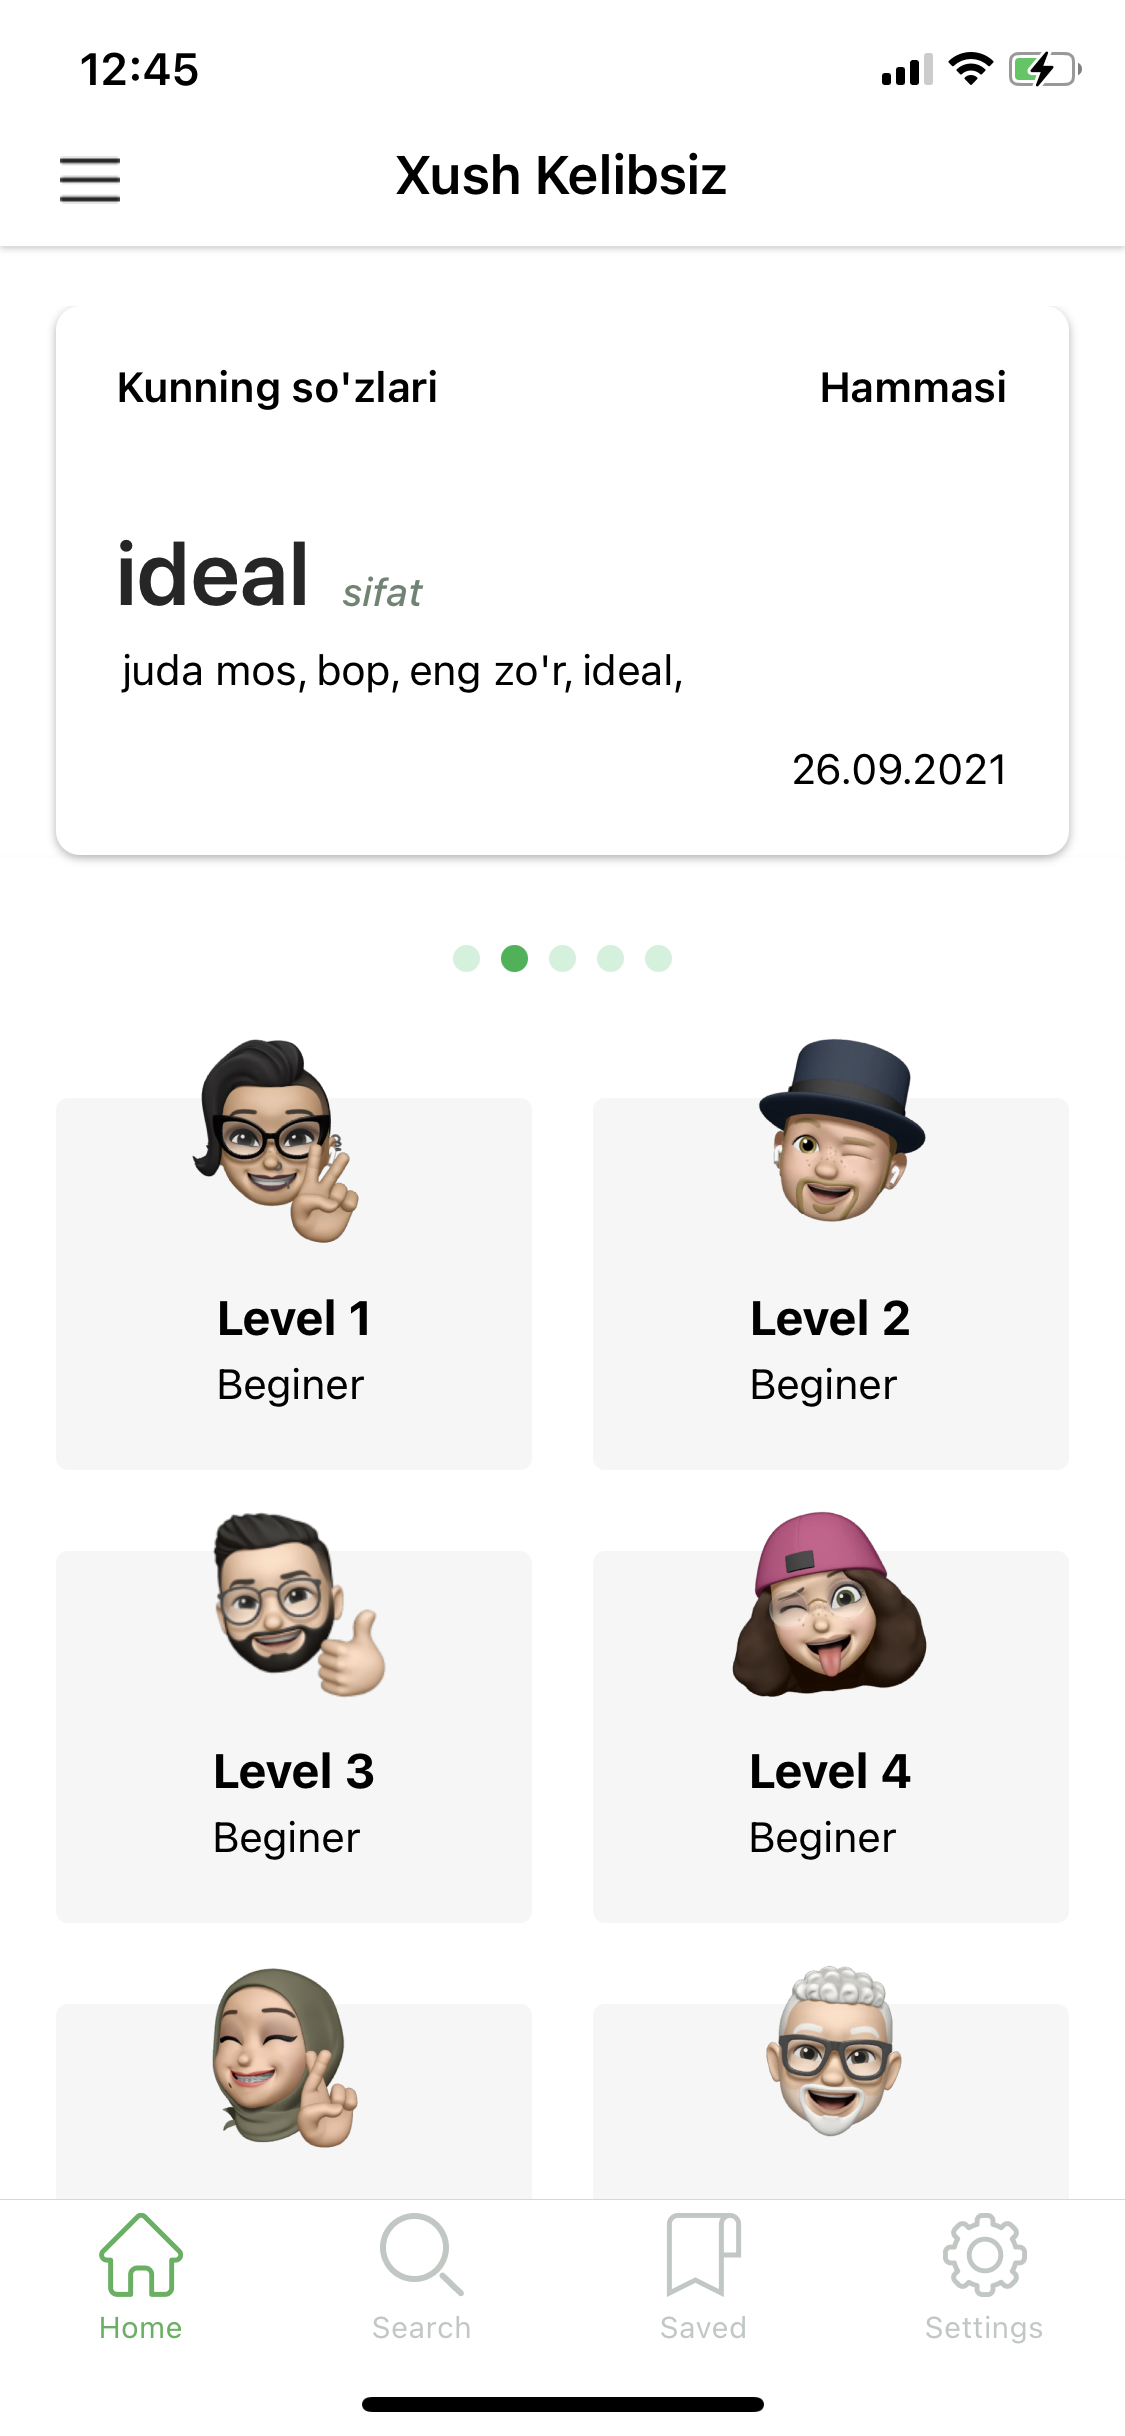 12:45
Xush Kelibsiz
Kunning so'zlari Hammasi
ideal sifat
juda mos, bop, eng zo'r, ideal,
26.09.2021
Level 1 Level 2
Beginer Beginer
Level 3 Level 4
Beginer Beginer
Home Search Saved Settings